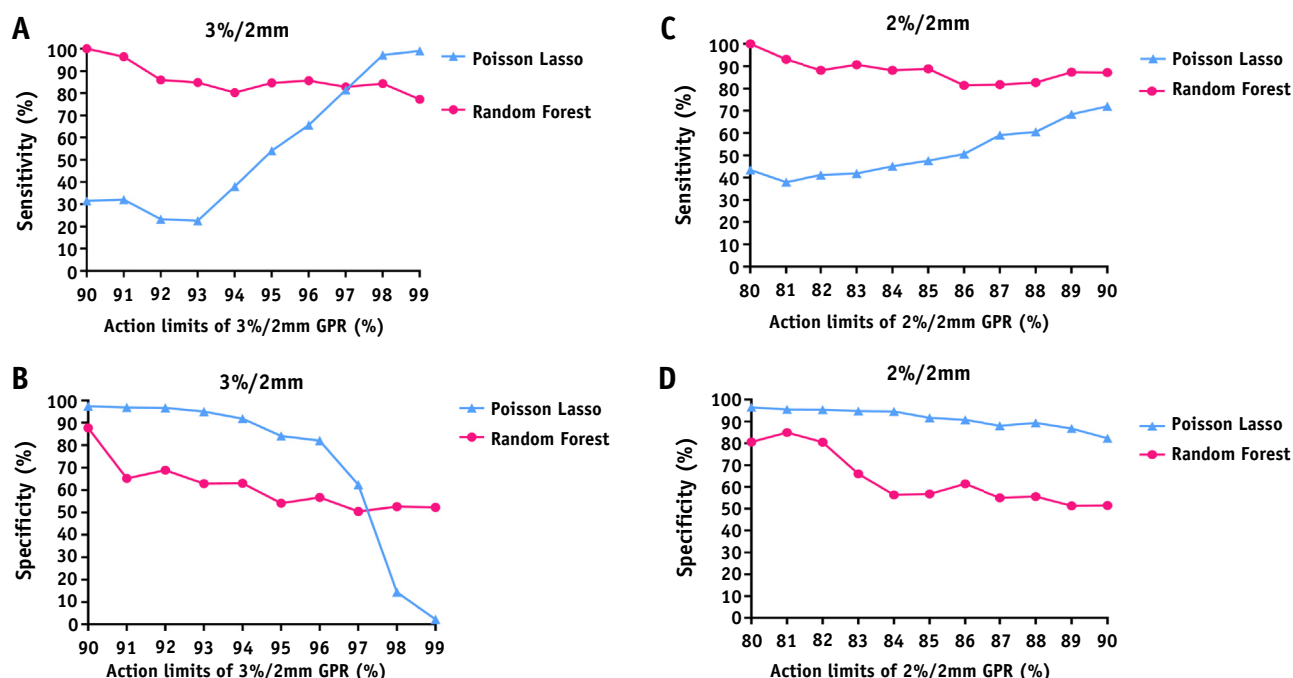 A
3%/2mm
Sensitivity (%)
100
90
80
70
60
50
40
30
20
10
0
90 91 92 93 94 95 96 97 98 99
Action limits of 3%/2mm GPR (%)
Poisson Lasso
Random Forest
B
3%/2mm
Specificity (%)
100
90
80
70
60
50
40
30
20
10
0
90 91 92 93 94 95 96 97 98 99
Action limits of 3%/2mm GPR (%)
Poisson Lasso
Random Forest
C
2%/2mm
Sensitivity (%)
100
90
80
70
60
50
40
30
20
10
0
80 81 82 83 84 85 86 87 88 89 90
Action limits of 2%/2mm GPR (%)
Poisson Lasso
Random Forest
D
2%/2mm
Specificity (%)
100
90
80
70
60
50
40
30
20
10
0
80 81 82 83 84 85 86 87 88 89 90
Action limits of 2%/2mm GPR (%)
Poisson Lasso
Random Forest